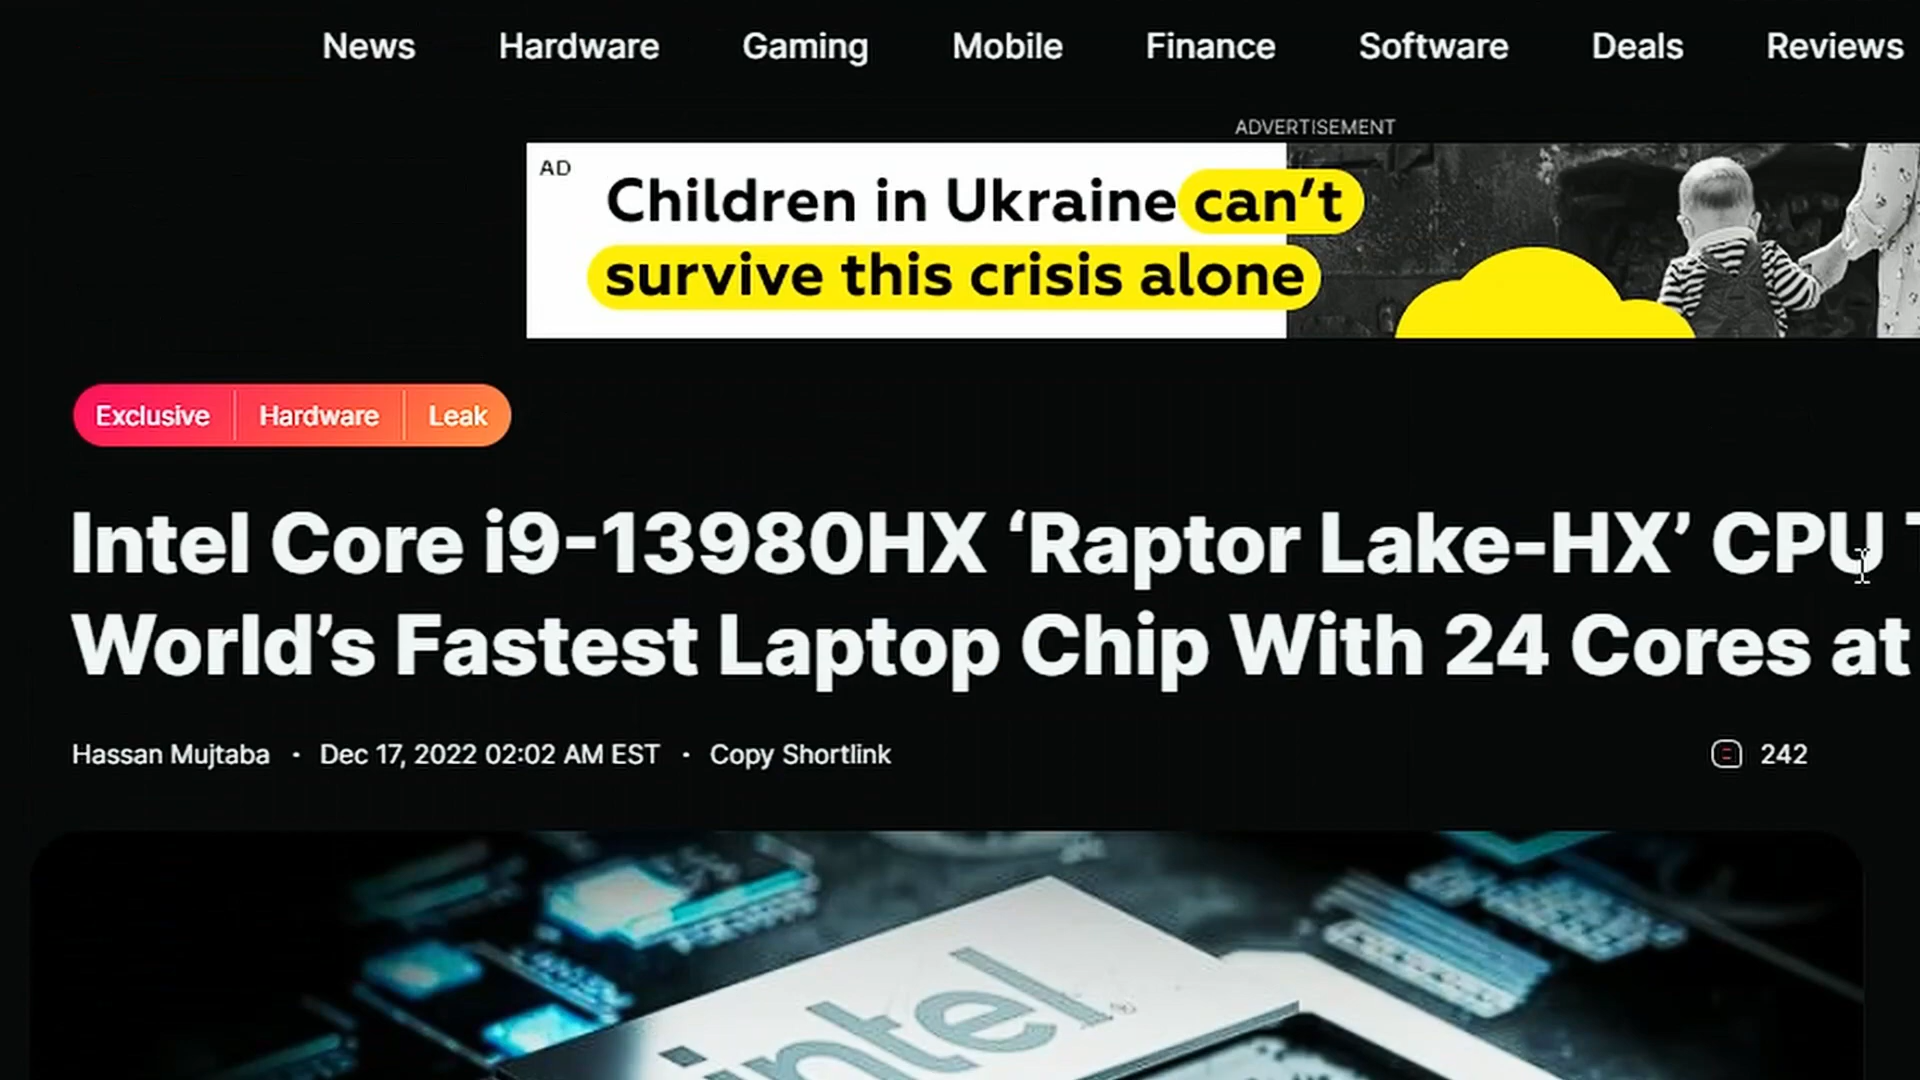 News Hardware Gaming Mobile Finance Software Deals Reviews
ADVERTISEMENT
AD
Children in Ukraine can’t
survive this crisis alone
Exclusive Hardware Leak
Intel Core i9-13980HX ‘Raptor Lake-HX’ CPU T
World’s Fastest Laptop Chip With 24 Cores at
Hassan Mujtaba • Dec 17, 2022 02:02 AM EST • Copy Shortlink
242
intel®